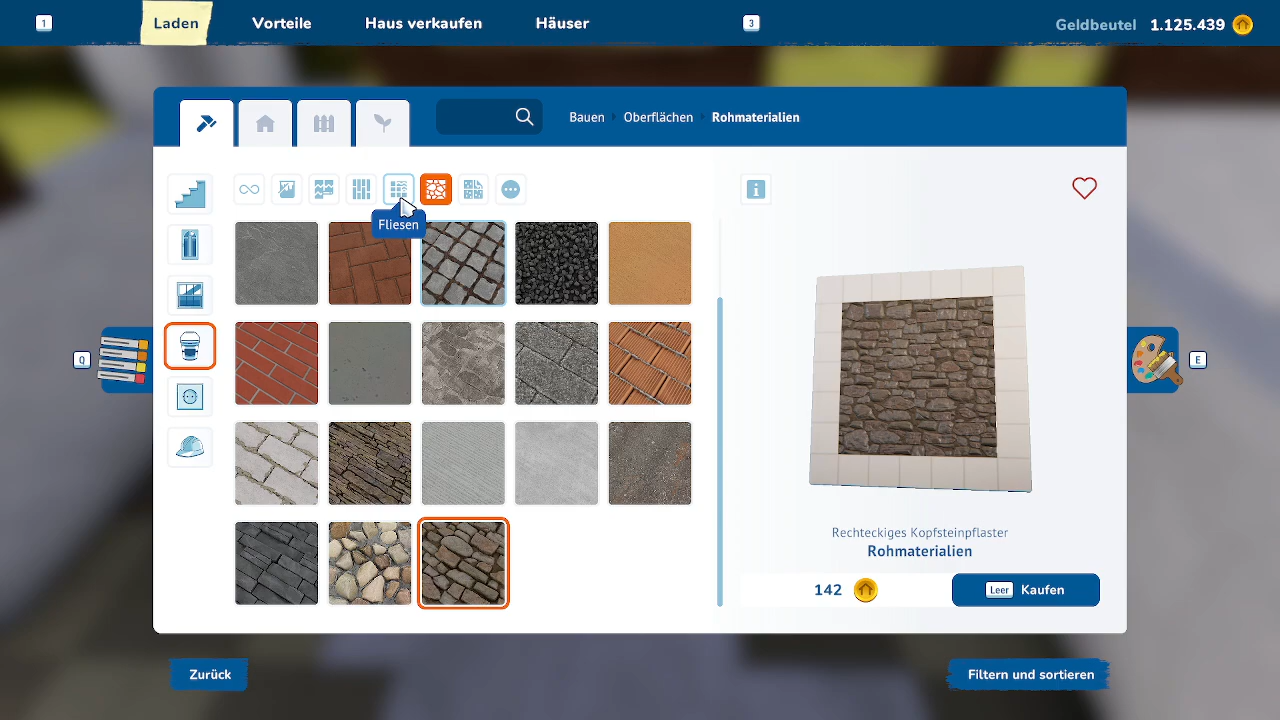 1
Laden
Vorteile
Haus verkaufen
Häuser
3
Geldbeutel 1.125.439
Bauen
Oberflächen
Rohmaterialien
Fliesen
Q
E
Rechteckiges Kopfsteinpflaster
Rohmaterialien
142
Leer Kaufen
Zurück
Filtern und sortieren